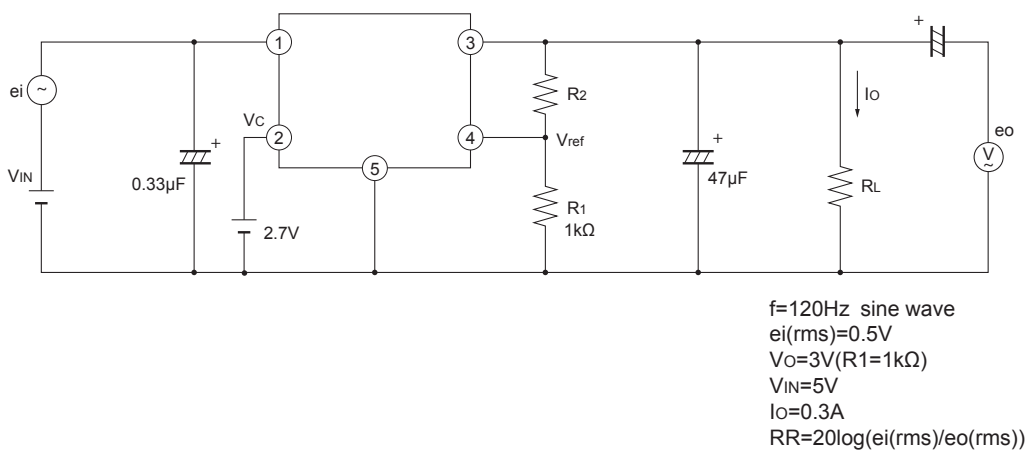 1
3
+
ei
~
R2
IO
VC
2
4
Vref
eo
+
+
V
~
5
VIN
0.33μF
47μF
RL
R1
1kΩ
2.7V
f=120Hz sine wave
ei(rms)=0.5V
VO=3V(R1=1kΩ)
VIN=5V
IO=0.3A
RR=20log(ei(rms)/eo(rms))